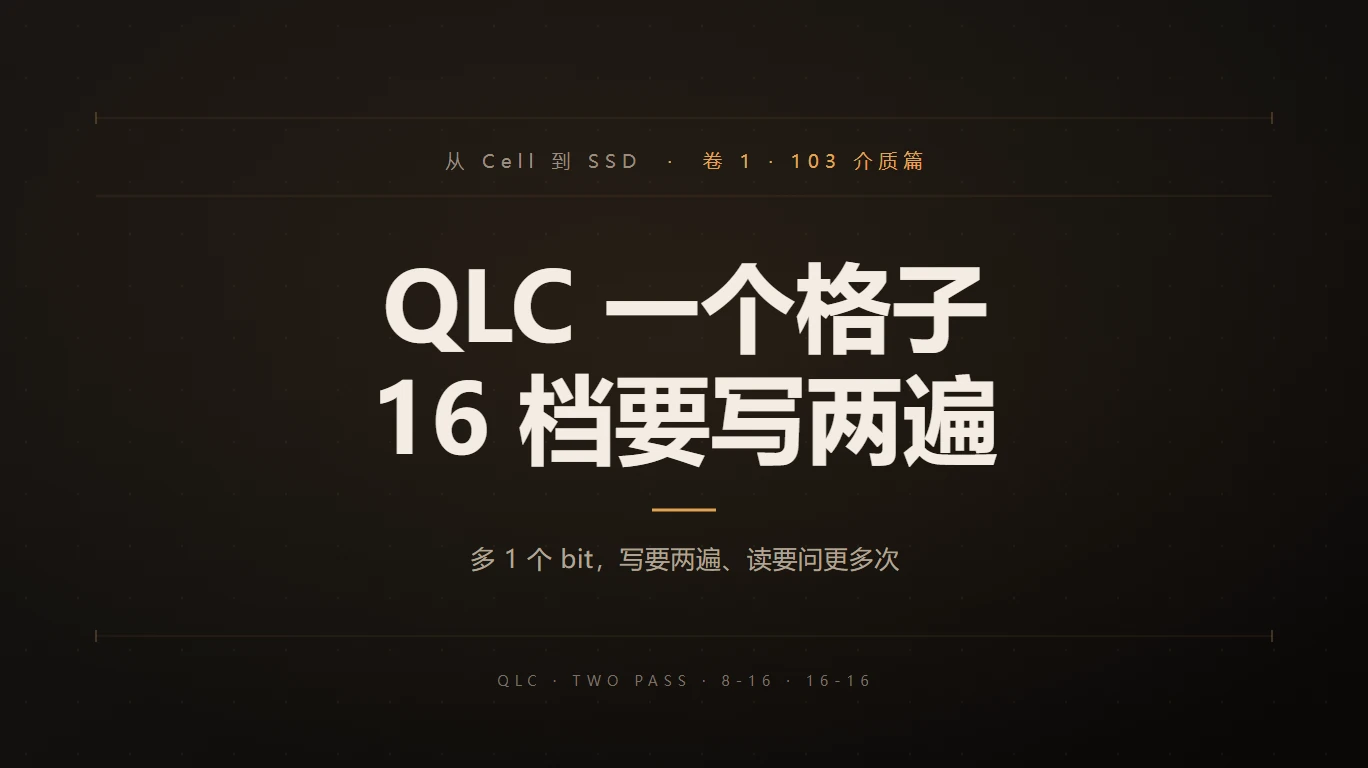 从 Cell 到 SSD · 卷 1 · 103 介质篇
QLC 一个格子
16 档要写两遍
多 1 个 bit，写要两遍、读要问更多次
QLC · TWO PASS · 8-16 · 16-16